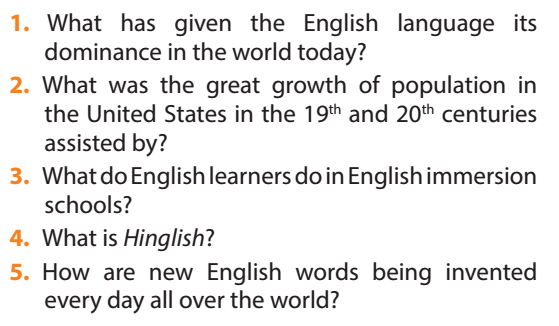 1. What has given the English language its
dominance in the world today?
2. What was the great growth of population in
the United States in the 19th and 20th centuries
assisted by?
3. What do English learners do in English immersion
schools?
4. What is Hinglish?
5. How are new English words being invented
every day all over the world?